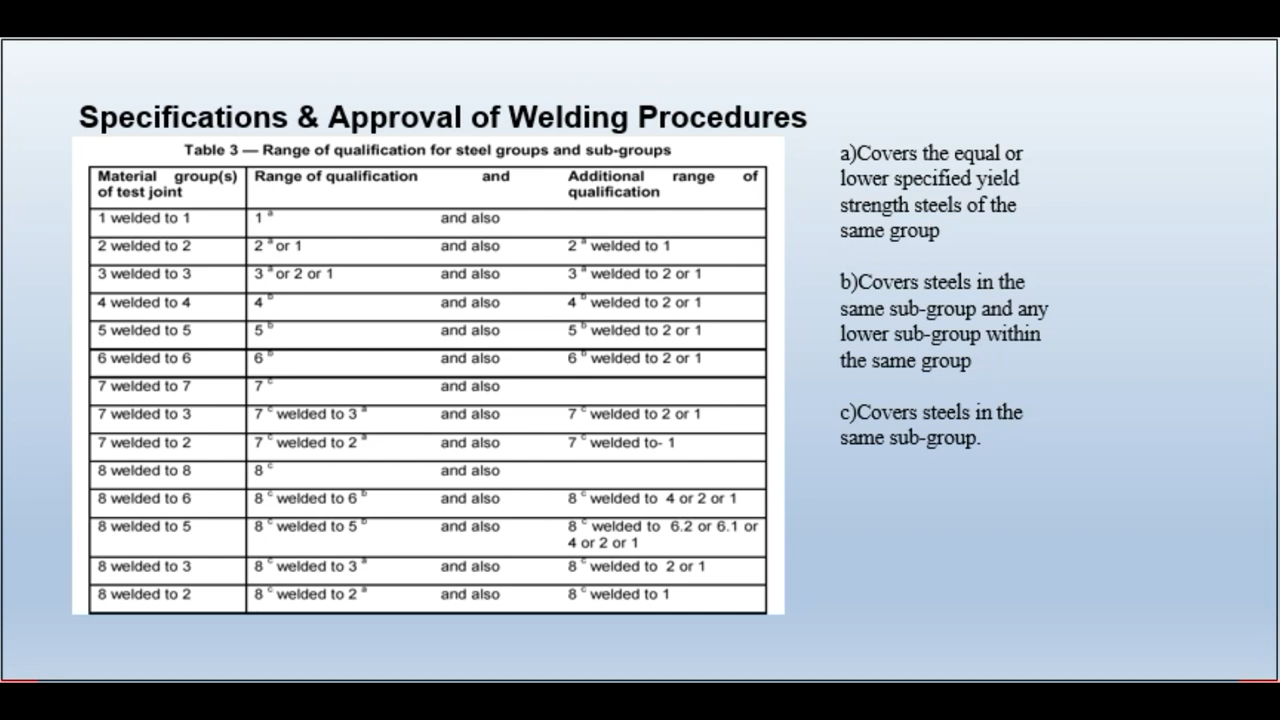 Specifications & Approval of Welding Procedures
Table 3 — Range of qualification for steel groups and sub-groups
Material group(s) of test joint Range of qualification and Additional range of qualification
1 welded to 1 1 a and also
2 welded to 2 2 a or 1 and also 2 a welded to 1
3 welded to 3 3 a or 2 or 1 and also 3 a welded to 2 or 1
4 welded to 4 4 b and also 4 b welded to 2 or 1
5 welded to 5 5 b and also 5 b welded to 2 or 1
6 welded to 6 6 b and also 6 b welded to 2 or 1
7 welded to 7 7 c and also
7 welded to 3 7 c welded to 3 a and also 7 c welded to 2 or 1
7 welded to 2 7 c welded to 2 a and also 7 c welded to- 1
8 welded to 8 8 c and also
8 welded to 6 8 c welded to 6 b and also 8 c welded to 4 or 2 or 1
8 welded to 5 8 c welded to 5 b and also 8 c welded to 6.2 or 6.1 or
4 or 2 or 1
8 welded to 3 8 c welded to 3 a and also 8 c welded to 2 or 1
8 welded to 2 8 c welded to 2 a and also 8 c welded to 1
a)Covers the equal or
lower specified yield
strength steels of the
same group
b)Covers steels in the
same sub-group and any
lower sub-group within
the same group
c)Covers steels in the
same sub-group.